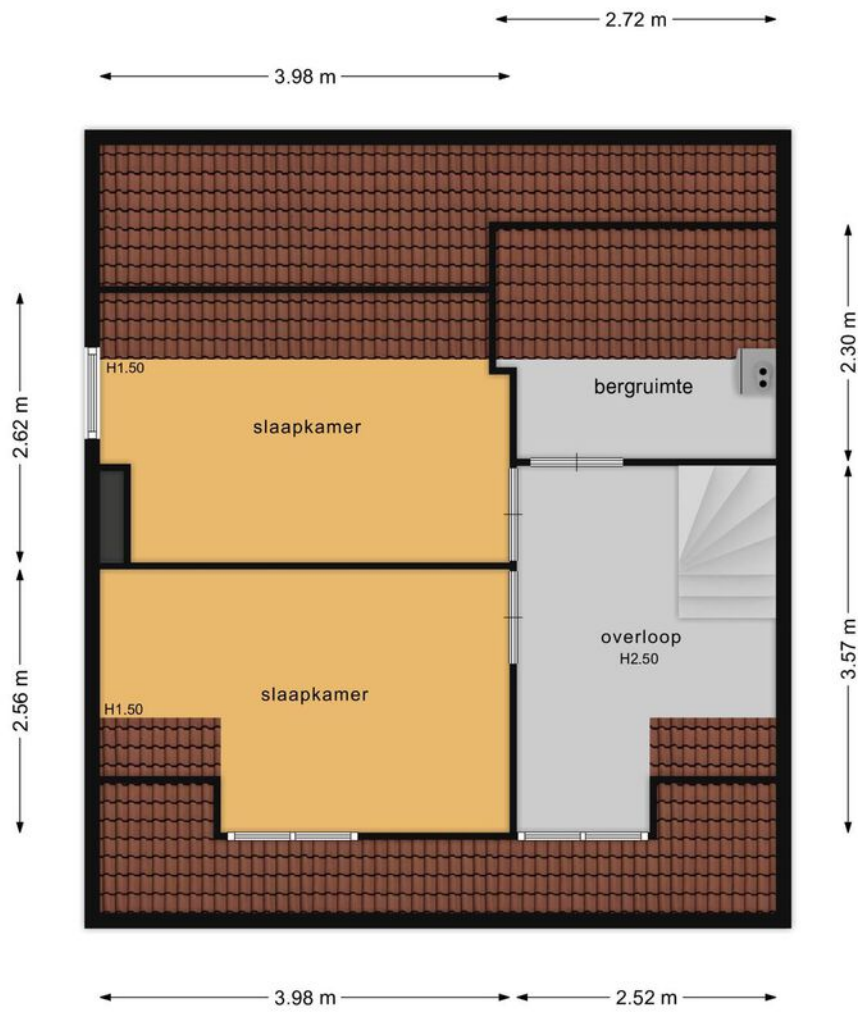 2.72 m
3.98 m
H1.50
slaapkamer
bergruimte
2.62 m
2.30 m
slaapkamer
H1.50
overloop
H2.50
2.56 m
3.57 m
3.98 m
2.52 m